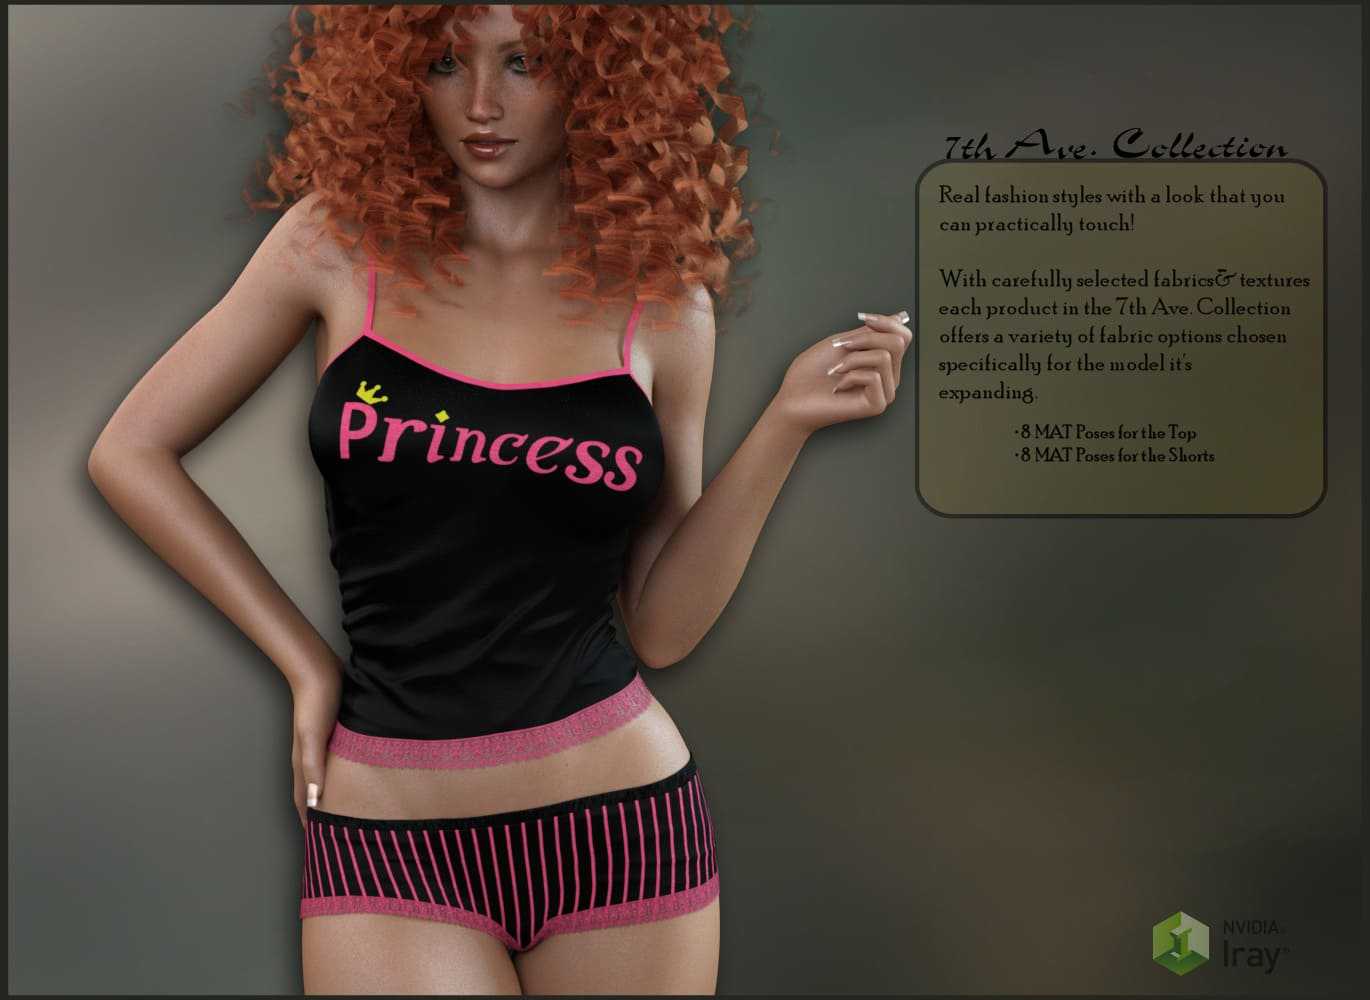 7th Ave. Collection
Real fashion styles with a look that you
can practically touch!
With carefully selected fabrics& textures
each product in the 7th Ave. Collection
offers a variety of fabric options chosen
specifically for the model it's
expanding.
•8 MAT Poses for the Top
•8 MAT Poses for the Shorts
Princess
NVIDIA®
Iray®